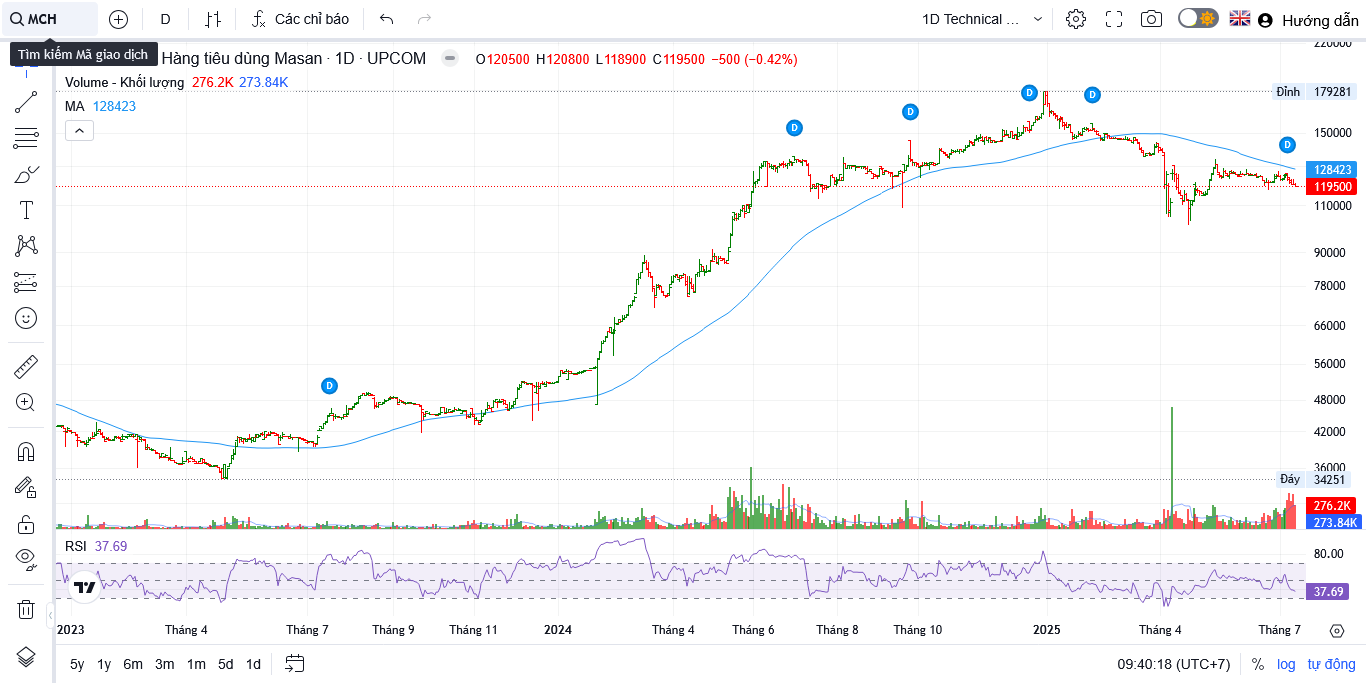 MCH
D
Các chỉ báo
1D Technical ...
Hướng dẫn
Tìm kiếm Mã giao dịch
Hàng tiêu dùng Masan · 1D · UPCOM
O120500 H120800 L118900 C119500 −500 (−0.42%)
Volume - Khối lượng 276.2K 273.84K
MA 128423
220000
Đỉnh 179281
150000
128423
119500
110000
90000
78000
66000
56000
48000
42000
36000
Đáy 34251
276.2K
273.84K
D
D
D
D
D
D
RSI 37.69
80.00
37.69
2023
Tháng 4
Tháng 7
Tháng 9
Tháng 11
2024
Tháng 4
Tháng 6
Tháng 8
Tháng 10
2025
Tháng 4
Tháng 7
5y 1y 6m 3m 1m 5d 1d
09:40:18 (UTC+7)
% log tự động